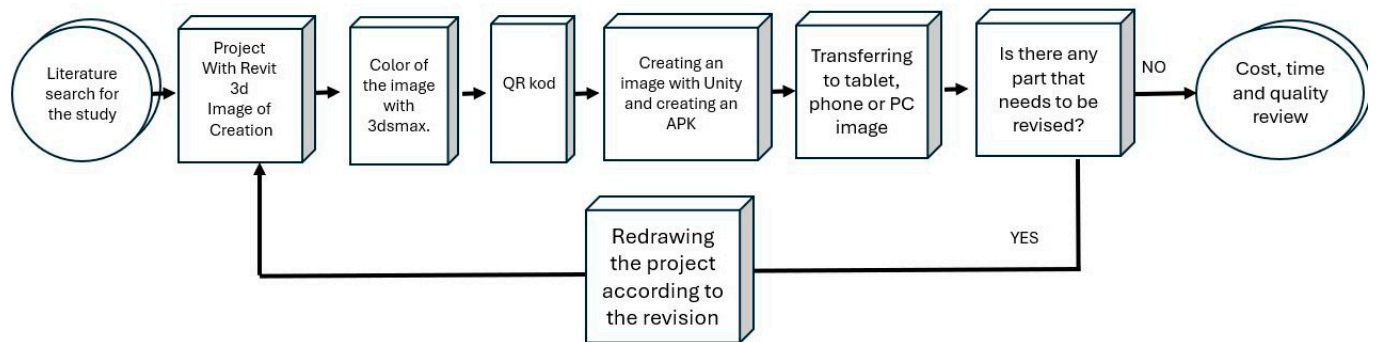 Literature
search for
the study
Project
With Revit
3d
Image of
Creation
Color of
the image
with
3dsmax.
QR kod
Creating an
image with Unity
and creating an
APK
Transferring
to tablet,
phone or PC
image
Is there any
part that
needs to be
revised?
NO
Cost, time
and quality
review
YES
Redrawing
the project
according to
the revision